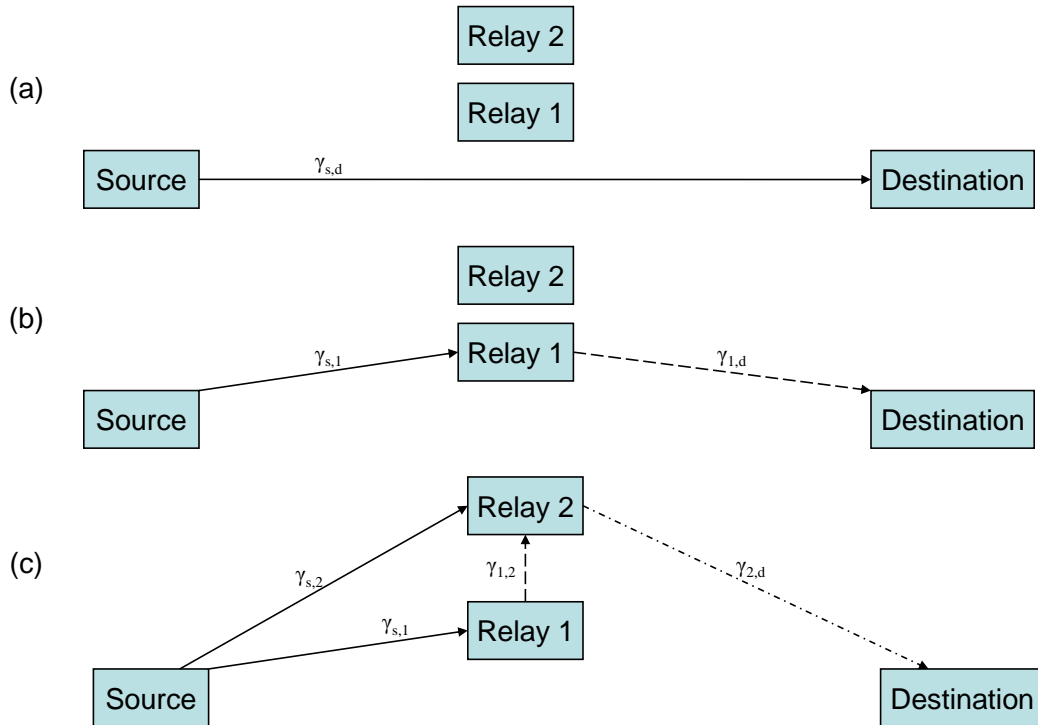 (a)
Relay 2
Relay 1
Source
γs,d
Destination
(b)
Relay 2
γs,1
Relay 1
γ1,d
Source
Destination
(c)
Relay 2
γs,2
γ1,2
γ2,d
γs,1
Relay 1
Source
Destination